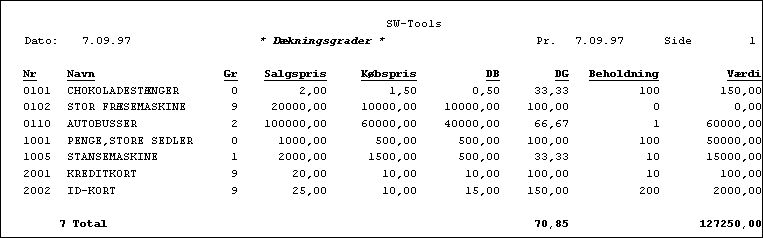 SW-Tools
Dato: 7.09.97 * Dækningsgrader * Pr. 7.09.97 Side 1
Nr Navn Gr Salgspris Købspris DB DG Beholdning Værdi
0101 CHOKOLADESTÆNGER 0 2,00 1,50 0,50 33,33 100 150,00
0102 STOR FRÆSEMASKINE 9 20000,00 10000,00 10000,00 100,00 0 0,00
0110 AUTOBUSSER 2 100000,00 60000,00 40000,00 66,67 1 60000,00
1001 PENGE,STORE SEDLER 0 1000,00 500,00 500,00 100,00 100 50000,00
1005 STANSEMASKINE 1 2000,00 1500,00 500,00 33,33 10 15000,00
2001 KREDITKORT 9 20,00 10,00 10,00 100,00 10 100,00
2002 ID-KORT 9 25,00 10,00 15,00 150,00 200 2000,00
7 Total 70,85 127250,00